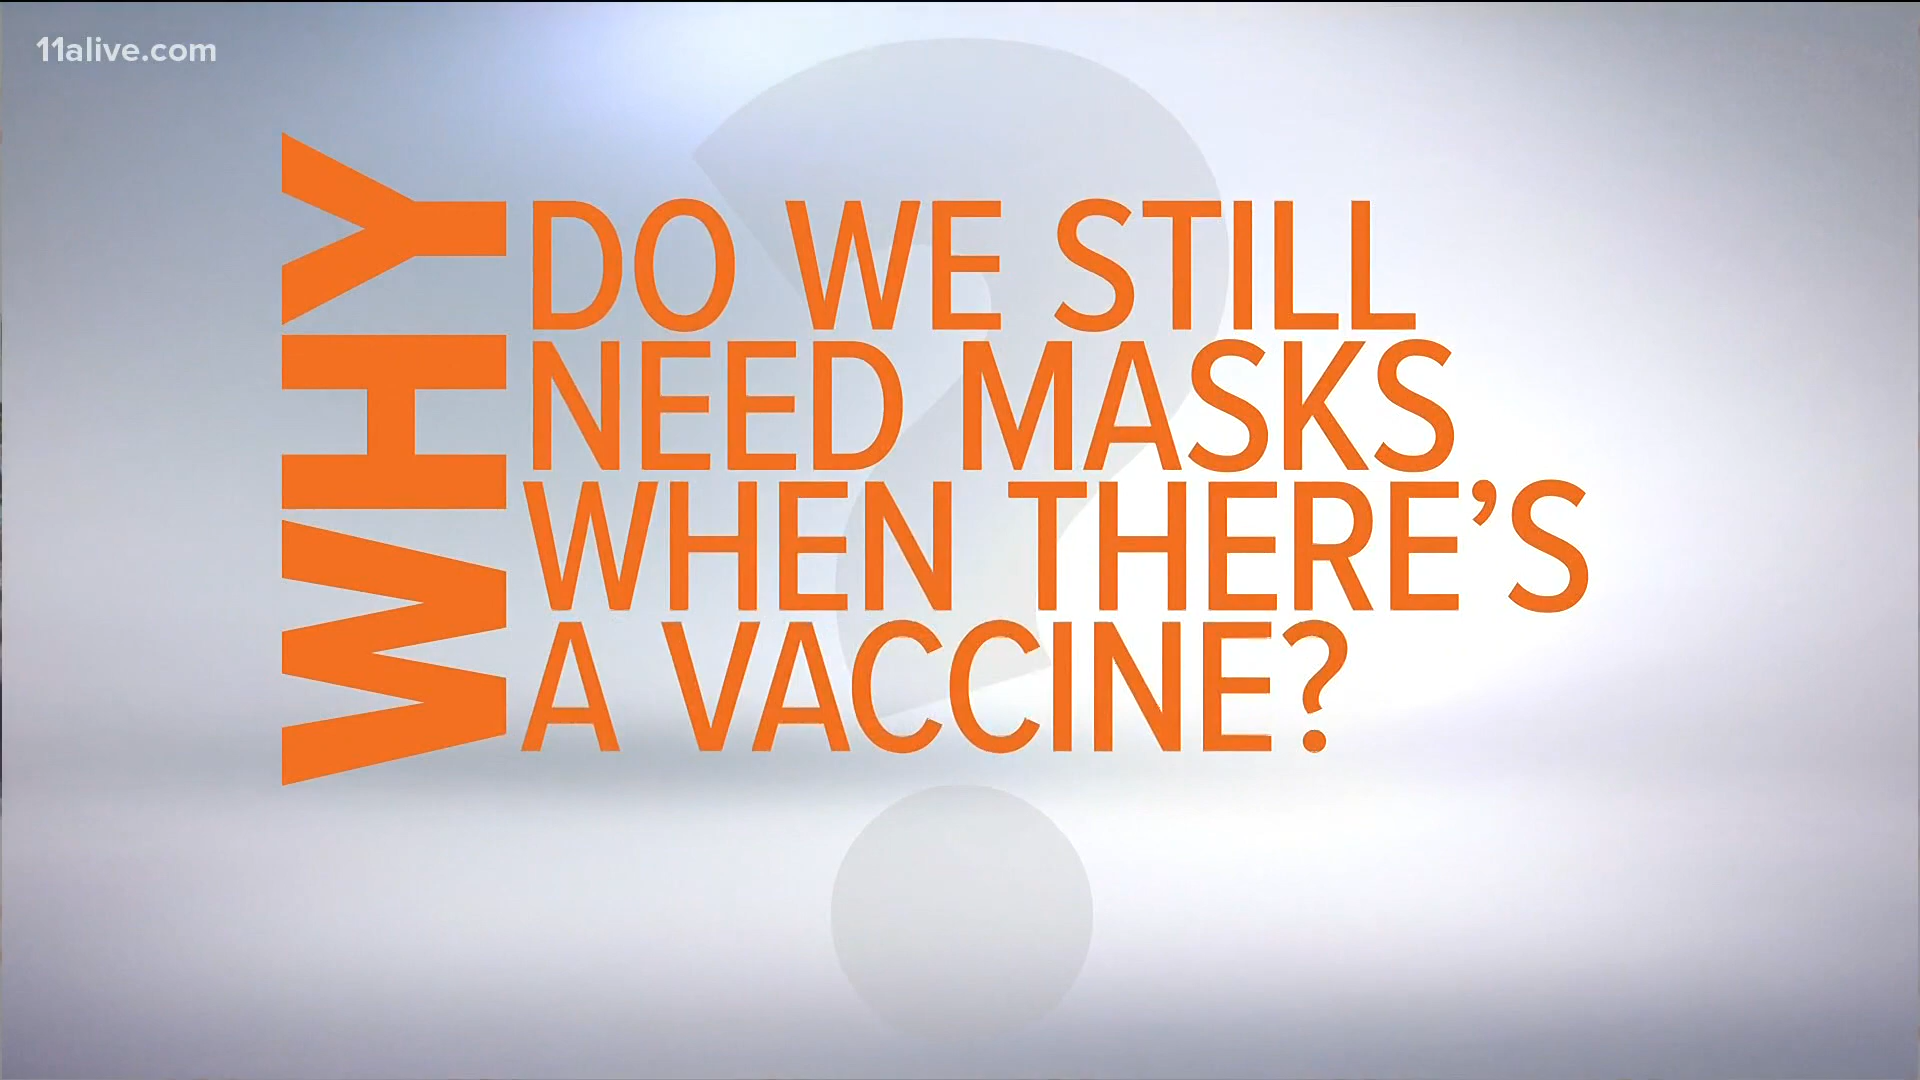 11alive.com
WHY
DO WE STILL
NEED MASKS
WHEN THERE’S
A VACCINE?